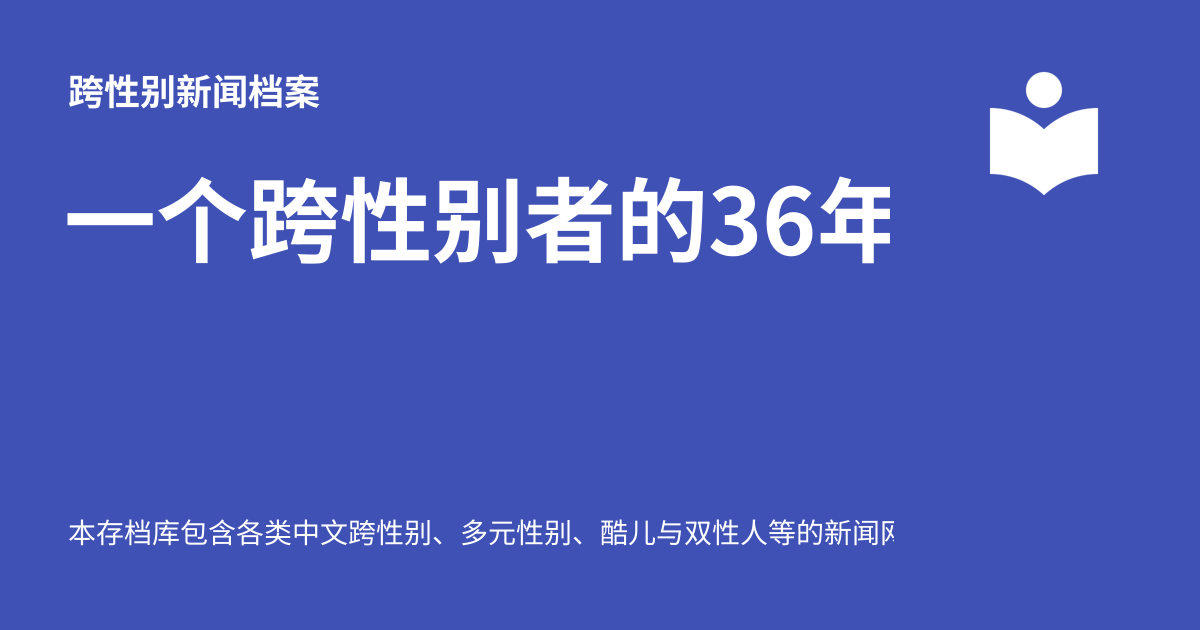 跨性别新闻档案
一个跨性别者的36年
本存档库包含各类中文跨性别、多元性别、酷儿与双性人等的新闻